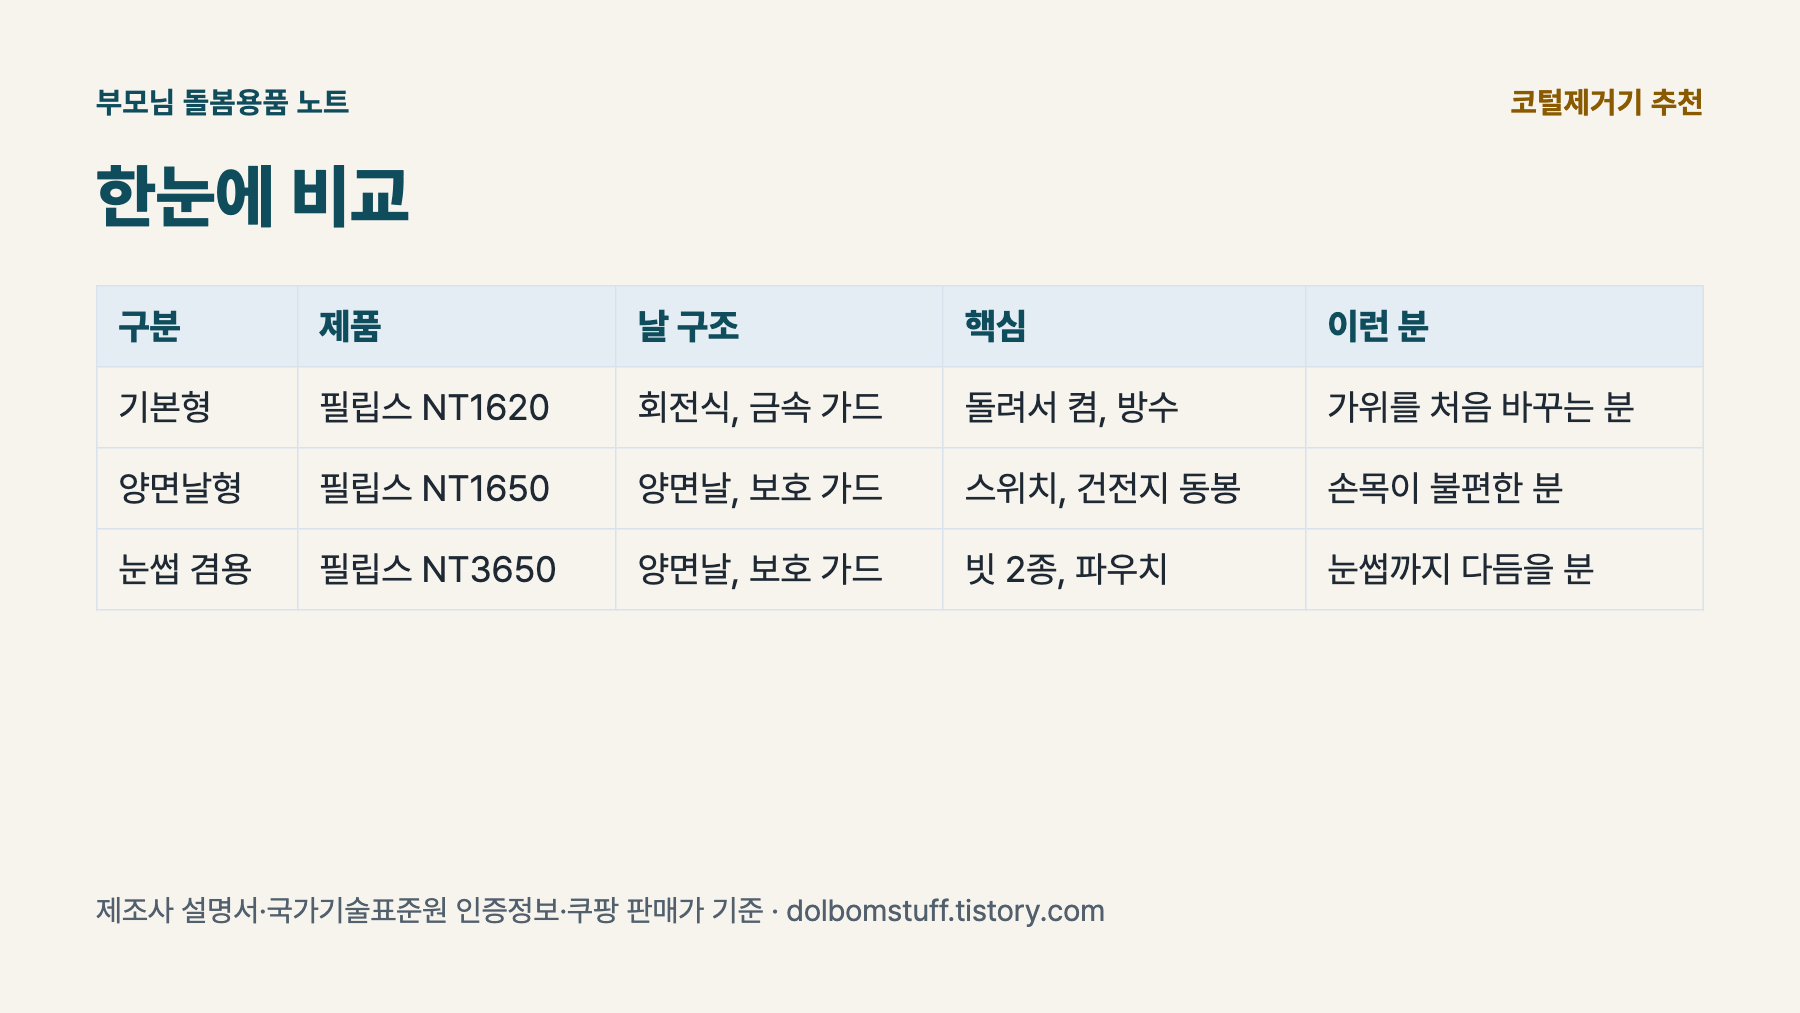 부모님 돌봄용품 노트
코털제거기 추천
한눈에 비교
구분 제품 날 구조 핵심 이런 분
기본형 필립스 NT1620 회전식, 금속 가드 돌려서 켬, 방수 가위를 처음 바꾸는 분
양면날형 필립스 NT1650 양면날, 보호 가드 스위치, 건전지 동봉 손목이 불편한 분
눈썹 겸용 필립스 NT3650 양면날, 보호 가드 빗 2종, 파우치 눈썹까지 다듬을 분
제조사 설명서·국가기술표준원 인증정보·쿠팡 판매가 기준 · dolbomstuff.tistory.com